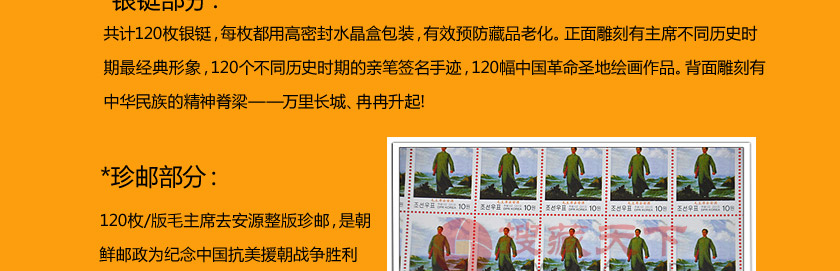 *银铤部分:
共计120枚银铤，每枚都用高密封水晶盒包装，有效预防藏品老化。正面雕刻有主席不同历史时
期最经典形象，120个不同历史时期的亲笔签名手迹，120幅中国革命圣地绘画作品。背面雕刻有
中华民族的精神脊梁——万里长城、冉冉升起!
*珍邮部分:
120枚/版毛主席去安源整版珍邮，是朝
鲜邮政为纪念中国抗美援朝战争胜利
조선우표 10원 조선우표 10원 조선우표 10원 조선우표 10원 조선우표 10원
搜藏天下